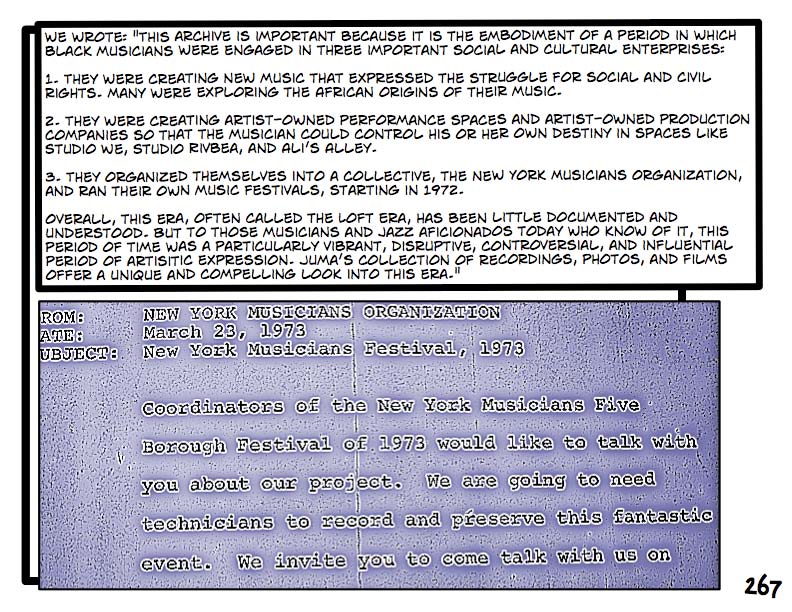 WE WROTE: "THIS ARCHIVE IS IMPORTANT BECAUSE IT IS THE EMBODIMENT OF A PERIOD IN WHICH
BLACK MUSICIANS WERE ENGAGED IN THREE IMPORTANT SOCIAL AND CULTURAL ENTERPRISES:
1. THEY WERE CREATING NEW MUSIC THAT EXPRESSED THE STRUGGLE FOR SOCIAL AND CIVIL
RIGHTS. MANY WERE EXPLORING THE AFRICAN ORIGINS OF THEIR MUSIC.
2. THEY WERE CREATING ARTIST-OWNED PERFORMANCE SPACES AND ARTIST-OWNED PRODUCTION
COMPANIES SO THAT THE MUSICIAN COULD CONTROL HIS OR HER OWN DESTINY IN SPACES LIKE
STUDIO WE, STUDIO RIVBEA, AND ALI'S ALLEY.
3. THEY ORGANIZED THEMSELVES INTO A COLLECTIVE, THE NEW YORK MUSICIANS ORGANIZATION,
AND RAN THEIR OWN MUSIC FESTIVALS, STARTING IN 1972.
OVERALL, THIS ERA, OFTEN CALLED THE LOFT ERA, HAS BEEN LITTLE DOCUMENTED AND
UNDERSTOOD. BUT TO THOSE MUSICIANS AND JAZZ AFICIONADOS TODAY WHO KNOW OF IT, THIS
PERIOD OF TIME WAS A PARTICULARLY VIBRANT, DISRUPTIVE, CONTROVERSIAL, AND INFLUENTIAL
PERIOD OF ARTISITIC EXPRESSION. JUMA'S COLLECTION OF RECORDINGS, PHOTOS, AND FILMS
OFFER A UNIQUE AND COMPELLING LOOK INTO THIS ERA."
ROM: NEW YORK MUSICIANS ORGANIZATION
ATE: March 23, 1973
UBJECT: New York Musicians Festival, 1973
Coordinators of the New York Musicians Five
Borough Festival of 1973 would like to talk with
you about our project. We are going to need
technicians to record and preserve this fantastic
event. We invite you to come talk with us on
267